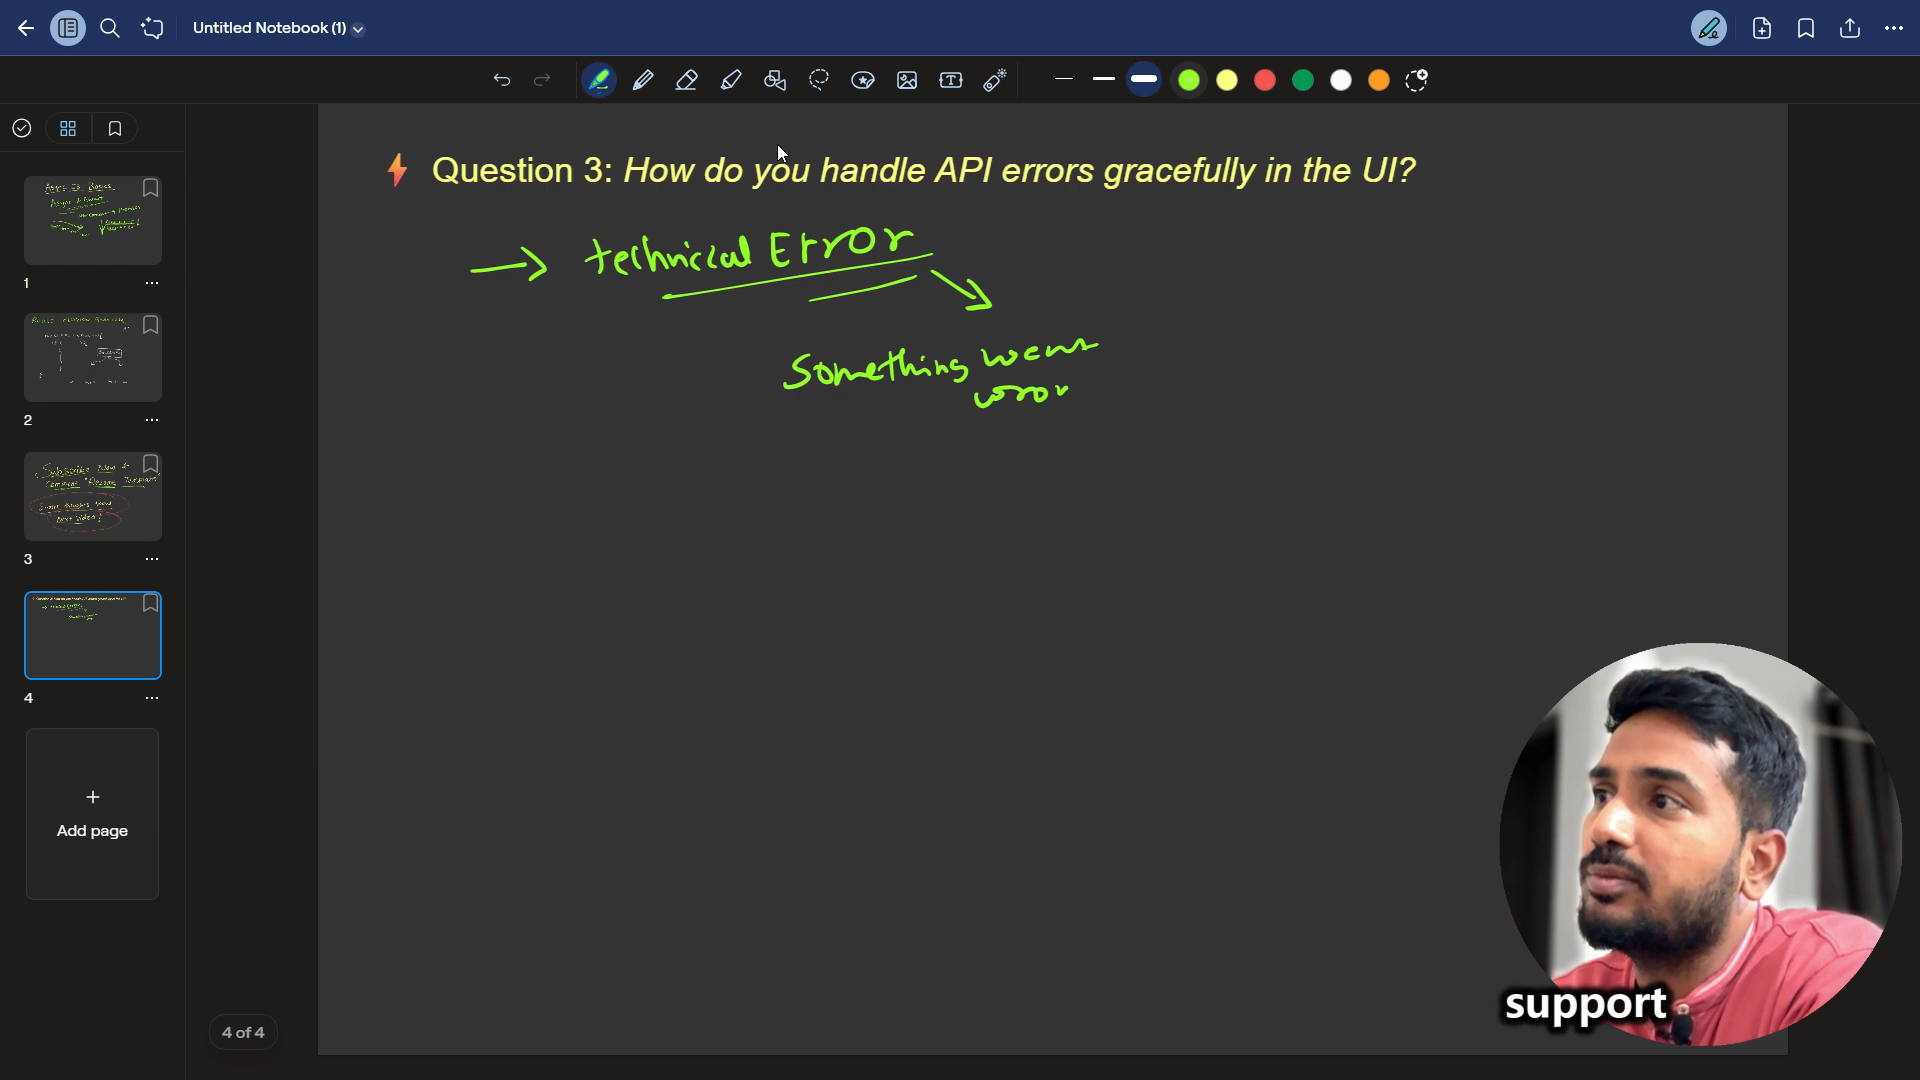 Untitled Notebook (1)
Question 3: How do you handle API errors gracefully in the UI?
→ technical Error
Something went
error
1
2
3
4
Add page
4 of 4
support